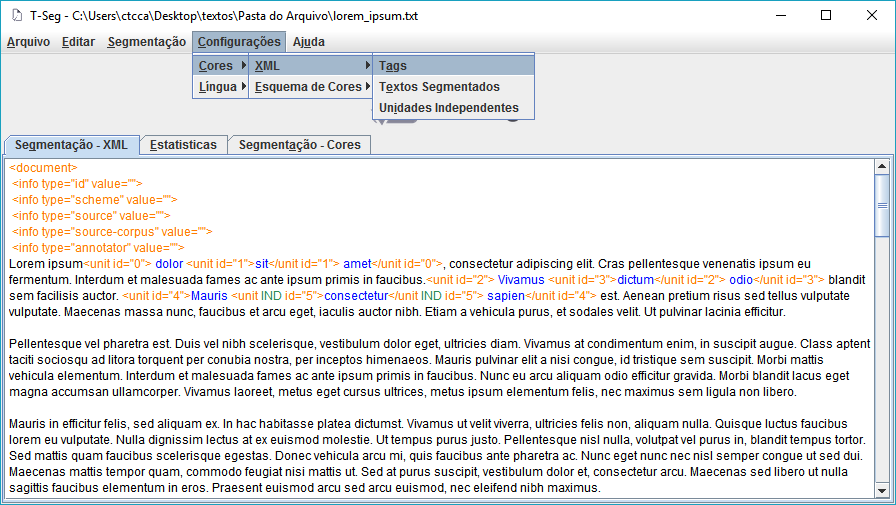 T-Seg - C:\Users\ctcca\Desktop\textos\Pasta do Arquivo\lorem_ipsum.txt
Arquivo Editar Segmentação Configurações Ajuda
Cores XML Tags
Língua Esquema de Cores Textos Segmentados
Unidades Independentes
Segmentação - XML Estatisticas Segmentação - Cores
<document>
<info type="id" value="">
<info type="scheme" value="">
<info type="source" value="">
<info type="source-corpus" value="">
<info type="annotator" value="">
Lorem ipsum<unit id="0"> dolor <unit id="1">sit</unit id="1"> amet</unit id="0">, consectetur adipiscing elit. Cras pellentesque venenatis ipsum eu
fermentum. Interdum et malesuada fames ac ante ipsum primis in faucibus.<unit id="2"> Vivamus <unit id="3">dictum</unit id="2"> odio</unit id="3"> blandit
sem facilisis auctor. <unit id="4">Mauris <unit IND id="5">consectetur</unit IND id="5"> sapien</unit id="4"> est. Aenean pretium risus sed tellus vulputate
vulputate. Maecenas massa nunc, faucibus et arcu eget, iaculis auctor nibh. Etiam a vehicula purus, et sodales velit. Ut pulvinar lacinia efficitur.
Pellentesque vel pharetra est. Duis vel nibh scelerisque, vestibulum dolor eget, ultricies diam. Vivamus at condimentum enim, in suscipit augue. Class aptent
taciti sociosqu ad litora torquent per conubia nostra, per inceptos himenaeos. Mauris pulvinar elit a nisi congue, id tristique sem suscipit. Morbi mattis
vehicula elementum. Interdum et malesuada fames ac ante ipsum primis in faucibus. Nunc eu arcu aliquam odio efficitur gravida. Morbi blandit lacus eget
magna accumsan ullamcorper. Vivamus laoreet, metus eget cursus ultrices, metus ipsum elementum felis, nec maximus sem ligula non libero.
Mauris in efficitur felis, sed aliquam ex. In hac habitasse platea dictumst. Vivamus ut velit viverra, ultricies felis non, aliquam nulla. Quisque luctus faucibus
lorem eu vulputate. Nulla dignissim lectus at ex euismod molestie. Ut tempus purus justo. Pellentesque nisl nulla, volutpat vel purus in, blandit tempus tortor.
Sed mattis quam faucibus scelerisque egestas. Donec vehicula arcu mi, quis faucibus ante pharetra ac. Nunc eget nunc nec nisl semper congue ut sed dui.
Maecenas mattis tempor quam, commodo feugiat nisi mattis ut. Sed at purus suscipit, vestibulum dolor et, consectetur arcu. Maecenas sed libero ut nulla
sagittis faucibus elementum in eros. Praesent euismod arcu sed arcu euismod, nec eleifend nibh maximus.